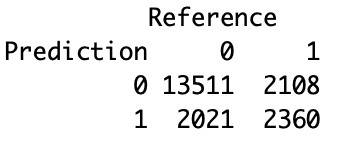 Reference
Prediction 0 1
0 13511 2108
1 2021 2360